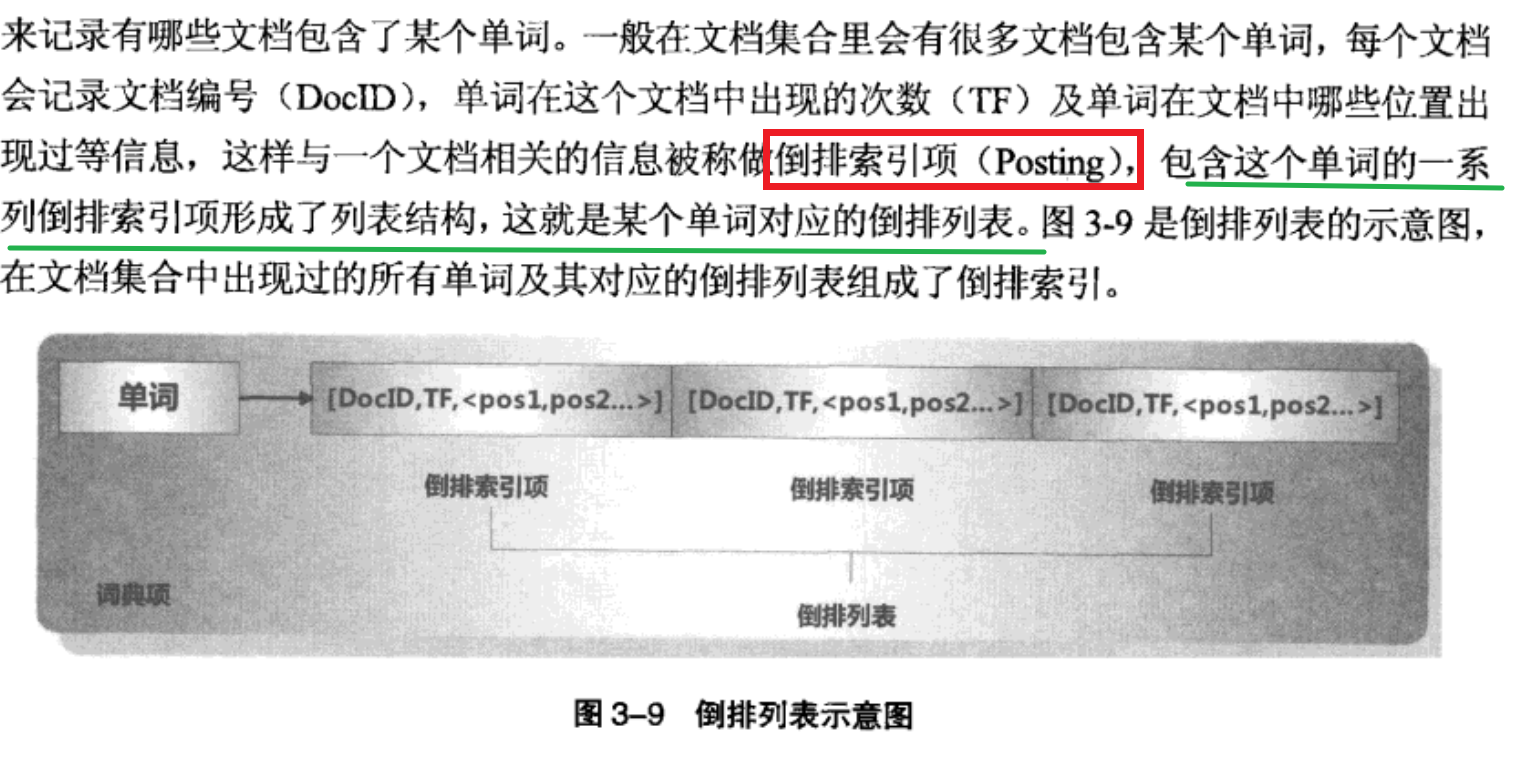 来记录有哪些文档包含了某个单词。一般在文档集合里会有很多文档包含某个单词，每个文档
会记录文档编号（DocID），单词在这个文档中出现的次数（TF）及单词在文档中哪些位置出
现过等信息，这样与一个文档相关的信息被称做倒排索引项（Posting），包含这个单词的一系
列倒排索引项形成了列表结构，这就是某个单词对应的倒排列表。图 3-9 是倒排列表的示意图，
在文档集合中出现过的所有单词及其对应的倒排列表组成了倒排索引。
单词 [DocID,TF,<pos1,pos2...>] [DocID,TF,<pos1,pos2...>] [DocID,TF,<pos1,pos2...>]
倒排索引项 倒排索引项 倒排索引项
词典项
倒排列表
图 3-9 倒排列表示意图